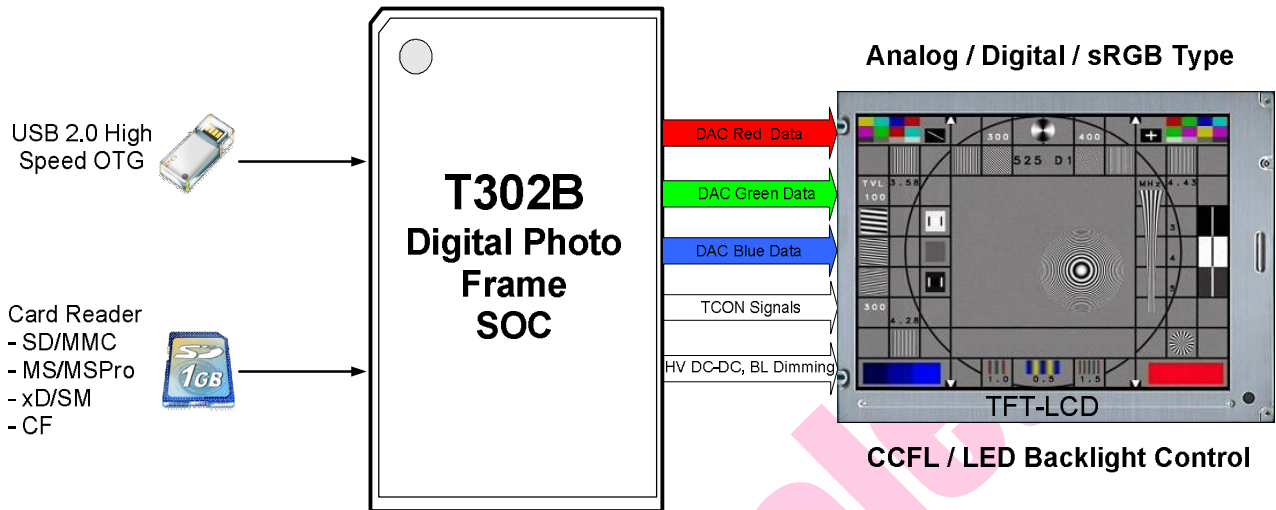 Analog / Digital / sRGB Type
USB 2.0 High
Speed OTG
T302B
Digital Photo
Frame
SOC
DAC Red Data
DAC Green Data
DAC Blue Data
TCON Signals
HV DC-DC, BL Dimming
Card Reader
- SD/MMC
- MS/MSPro
- xD/SM
- CF
SD
1GB
300
400
525 D1
TVL
100
3.58
MHz
4.43
3
4
5
300
4.28
1.0
0.5
1.5
TFT-LCD
CCFL / LED Backlight Control